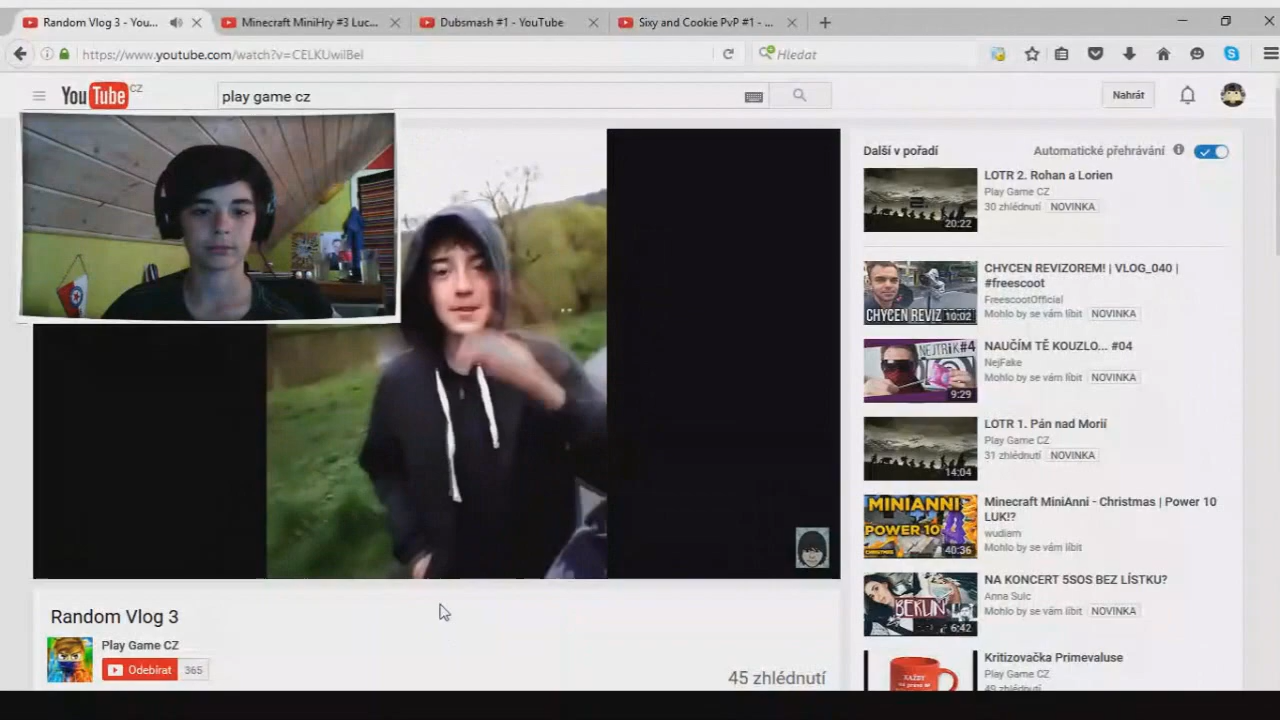 Random Vlog 3 - You...
Minecraft MiniHry #3 Luc...
Dubsmash #1 - YouTube
Sixy and Cookie PvP #1 - ...
https://www.youtube.com/watch?v=CELKUwilBeI
Hledat
YouTube CZ
play game cz
Nahrát
Další v pořadí
Automatické přehrávání
LOTR 2. Rohan a Lorien
Play Game CZ
30 zhlédnutí NOVINKA
20:22
CHYCEN REVIZOREM! | VLOG_040 |
#freescoot
FreescootOfficial
Mohlo by se vám líbit NOVINKA
CHYCEN REVIZ
10:02
NAUČÍM TĚ KOUZLO... #04
NejFake
Mohlo by se vám líbit NOVINKA
NEJTRIK#4
9:29
LOTR 1. Pán nad Morií
Play Game CZ
31 zhlédnutí NOVINKA
14:04
Minecraft MiniAnni - Christmas | Power 10
LUK!?
wudiam
Mohlo by se vám líbit
MINIANNI
POWER 10
CHRISTMAS
40:36
NA KONCERT 5SOS BEZ LÍSTKU?
Anna Sulc
Mohlo by se vám líbit NOVINKA
BERLIN
6:42
Kritizovačka Primevaluse
Play Game CZ
49 zhlédnutí NOVINKA
KAŽDÝ
Random Vlog 3
Play Game CZ
Odebírat 365
45 zhlédnutí